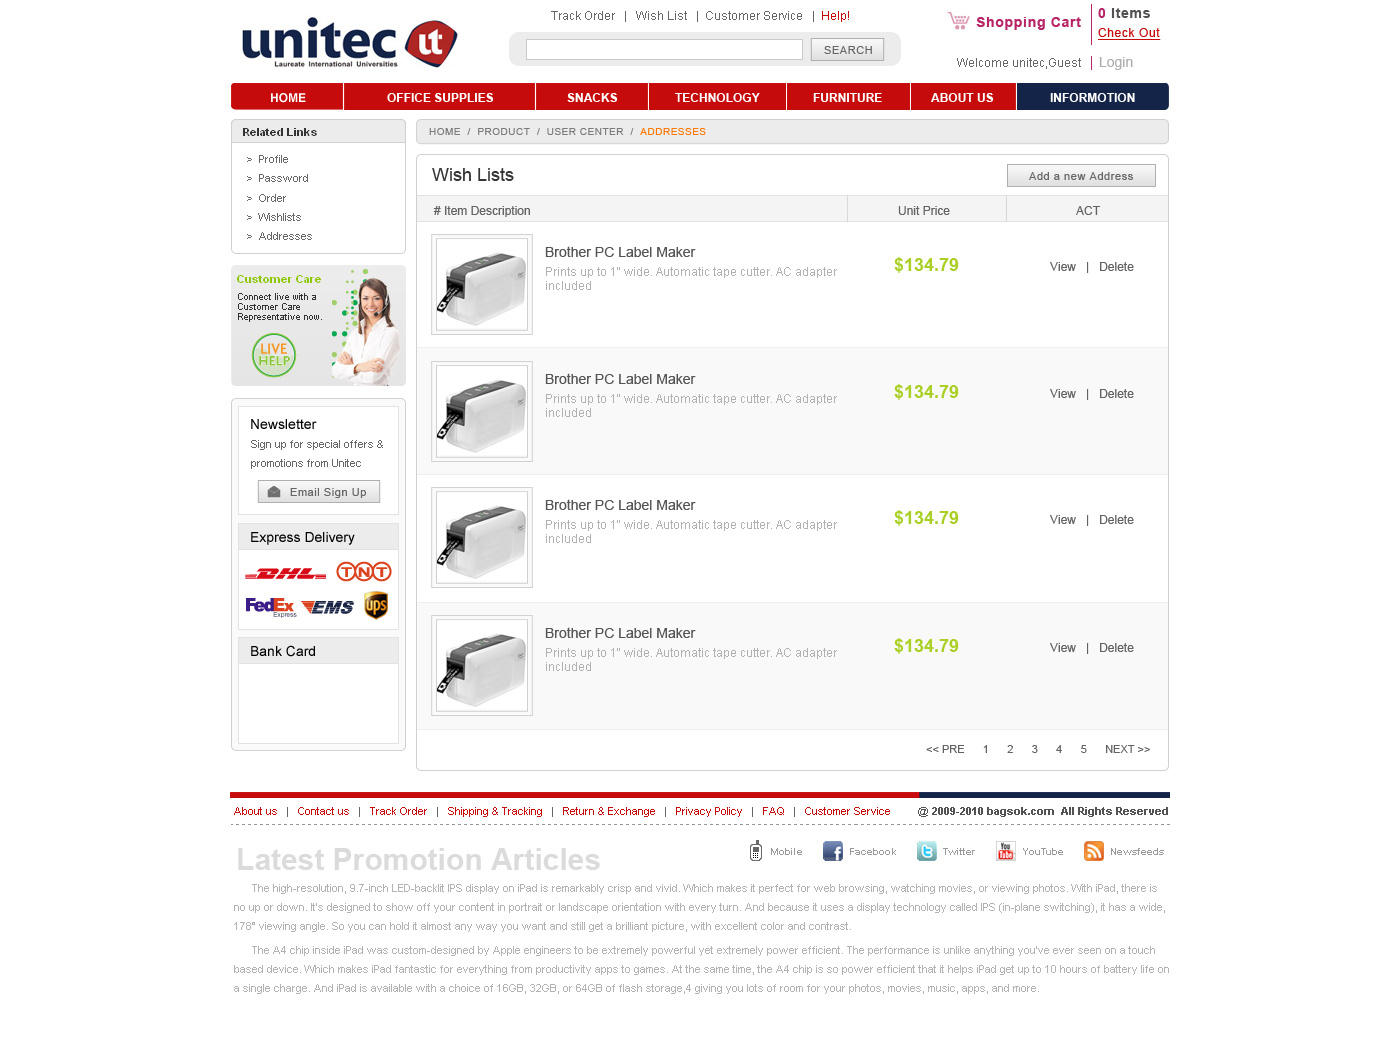 unitec it
Laureate International Universities
Track Order | Wish List | Customer Service | Help!
SEARCH
Shopping Cart
0 Items
Check Out
Welcome unitec,Guest | Login
HOME
OFFICE SUPPLIES
SNACKS
TECHNOLOGY
FURNITURE
ABOUT US
INFORMOTION
Related Links
> Profile
> Password
> Order
> Wishlists
> Addresses
Customer Care
Connect live with a
Customer Care
Representative now.
LIVE
HELP
Newsletter
Sign up for special offers &
promotions from Unitec
Email Sign Up
Express Delivery
DHL
TNT
FedEx
Express
EMS
ups
Bank Card
HOME / PRODUCT / USER CENTER / ADDRESSES
Wish Lists
Add a new Address
# Item Description
Unit Price
ACT
Brother PC Label Maker
Prints up to 1" wide. Automatic tape cutter. AC adapter
included
$134.79
View | Delete
Brother PC Label Maker
Prints up to 1" wide. Automatic tape cutter. AC adapter
included
$134.79
View | Delete
Brother PC Label Maker
Prints up to 1" wide. Automatic tape cutter. AC adapter
included
$134.79
View | Delete
Brother PC Label Maker
Prints up to 1" wide. Automatic tape cutter. AC adapter
included
$134.79
View | Delete
<< PRE 1 2 3 4 5 NEXT >>
About us | Contact us | Track Order | Shipping & Tracking | Return & Exchange | Privacy Policy | FAQ | Customer Service
@ 2009-2010 bagsok.com All Rights Reserved
Latest Promotion Articles
Mobile
Facebook
Twitter
You Tube
YouTube
Newsfeeds
The high-resolution, 9.7-inch LED-backlit IPS display on iPad is remarkably crisp and vivid. Which makes it perfect for web browsing, watching movies, or viewing photos. With iPad, there is
no up or down. It's designed to show off your content in portrait or landscape orientation with every turn. And because it uses a display technology called IPS (in-plane switching), it has a wide,
178° viewing angle. So you can hold it almost any way you want and still get a brilliant picture, with excellent color and contrast.
The A4 chip inside iPad was custom-designed by Apple engineers to be extremely powerful yet extremely power efficient. The performance is unlike anything you've ever seen on a touch
based device. Which makes iPad fantastic for everything from productivity apps to games. At the same time, the A4 chip is so power efficient that it helps iPad get up to 10 hours of battery life on
a single charge. And iPad is available with a choice of 16GB, 32GB, or 64GB of flash storage,4 giving you lots of room for your photos, movies, music, apps, and more.